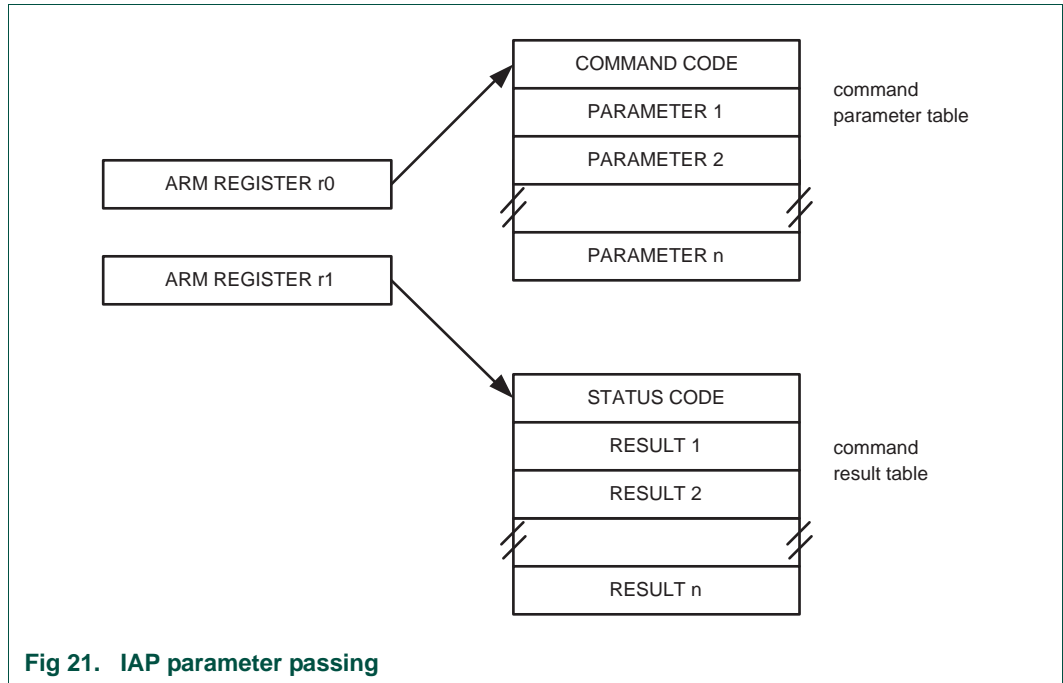 COMMAND CODE
PARAMETER 1
PARAMETER 2
PARAMETER n
command
parameter table
ARM REGISTER r0
ARM REGISTER r1
STATUS CODE
RESULT 1
RESULT 2
RESULT n
command
result table
Fig 21. IAP parameter passing